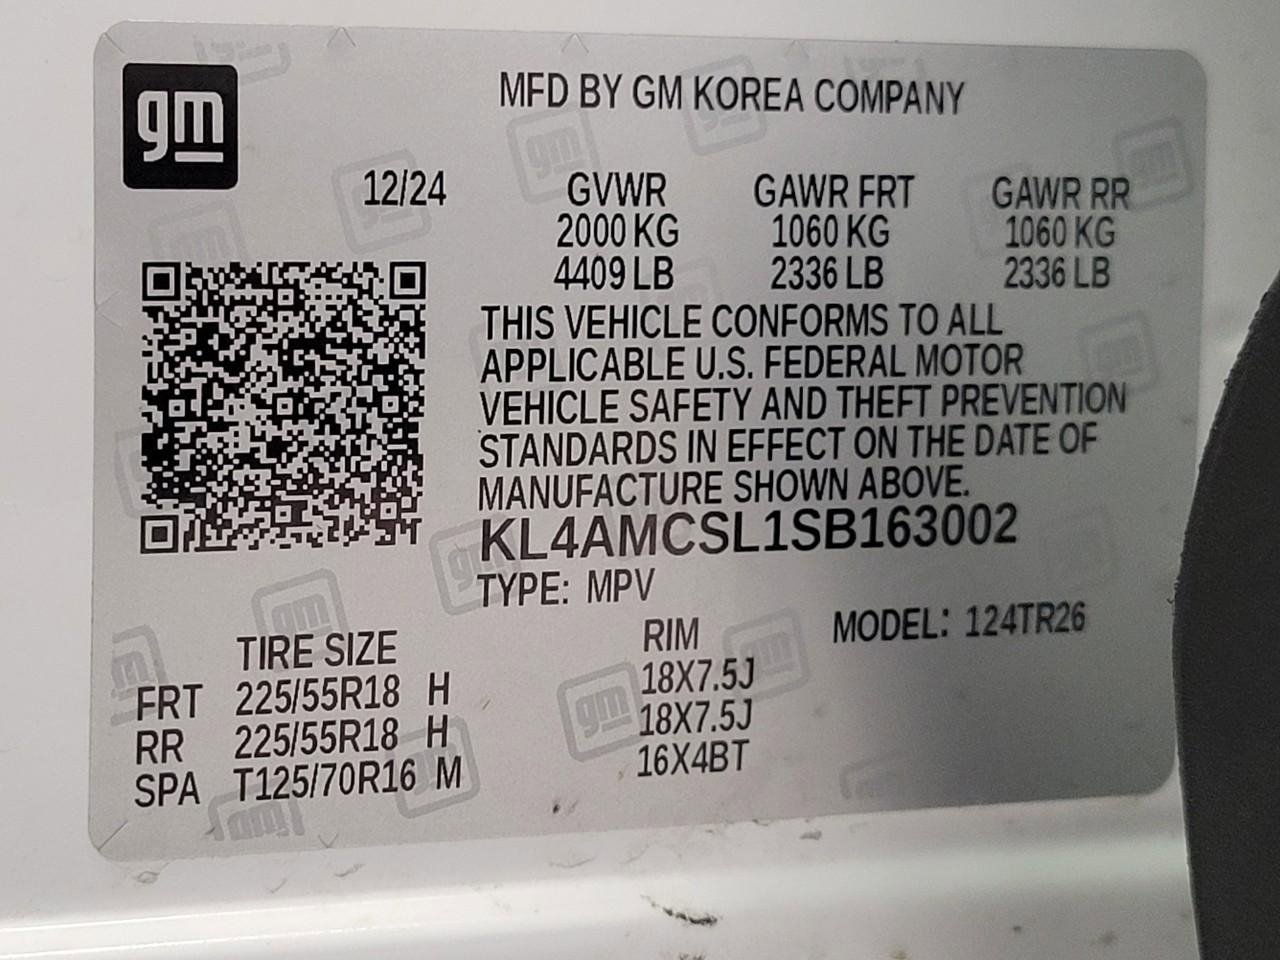 gm
MFD BY GM KOREA COMPANY
12/24 GVWR GAWR FRT GAWR RR
2000 KG 1060 KG 1060 KG
4409 LB 2336 LB 2336 LB
THIS VEHICLE CONFORMS TO ALL
APPLICABLE U.S. FEDERAL MOTOR
VEHICLE SAFETY AND THEFT PREVENTION
STANDARDS IN EFFECT ON THE DATE OF
MANUFACTURE SHOWN ABOVE.
KL4AMCSL1SB163002
TYPE: MPV
TIRE SIZE RIM MODEL: 124TR26
FRT 225/55R18 H 18X7.5J
RR 225/55R18 H 18X7.5J
SPA T125/70R16 M 16X4BT